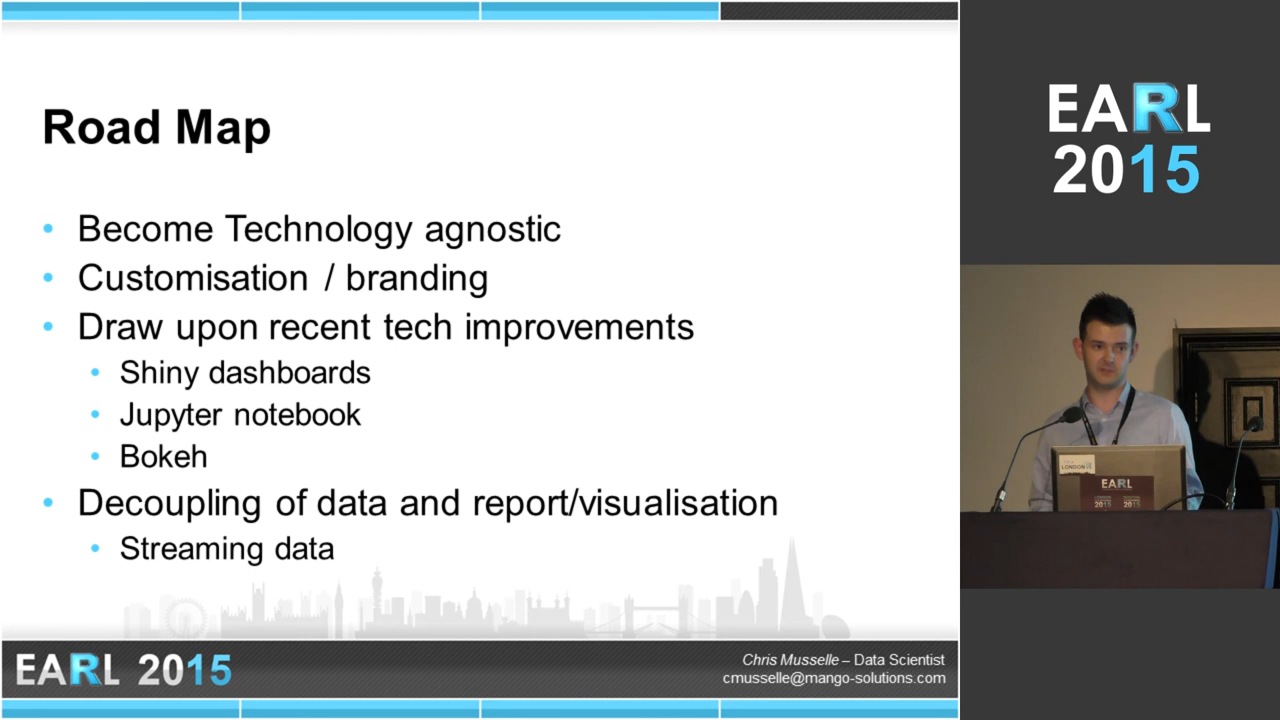 Road Map
• Become Technology agnostic
• Customisation / branding
• Draw upon recent tech improvements
• Shiny dashboards
• Jupyter notebook
• Bokeh
• Decoupling of data and report/visualisation
• Streaming data
EARL 2015
Chris Musselle – Data Scientist
cmusselle@mango-solutions.com
EARL
2015
LONDON
EARL
2015 2015